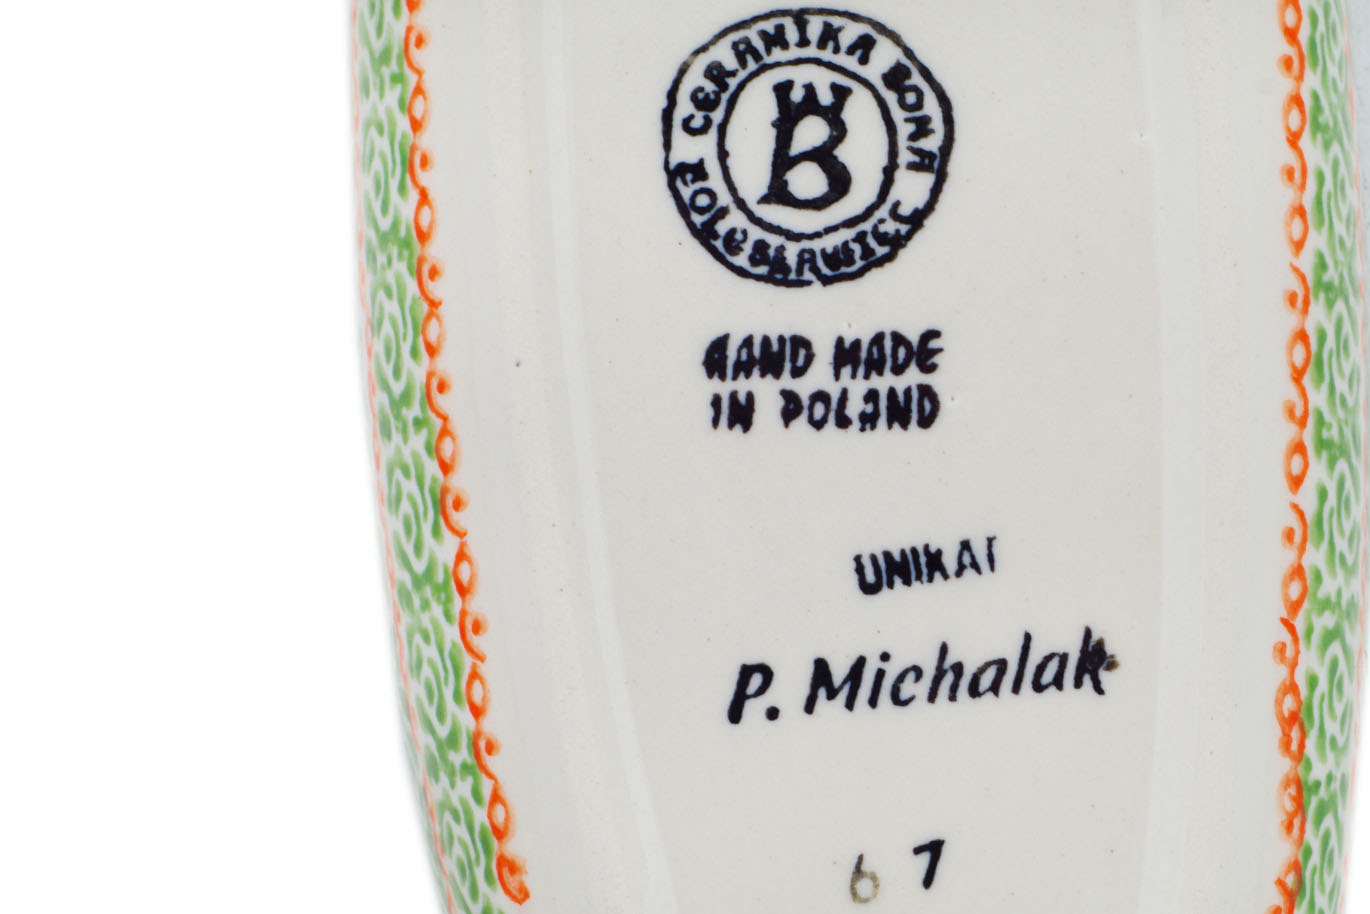 CERAMIKA BONA
BOLESŁAWIEC
B
HAND MADE
IN POLAND
UNIKAT
P. Michalak
6 7